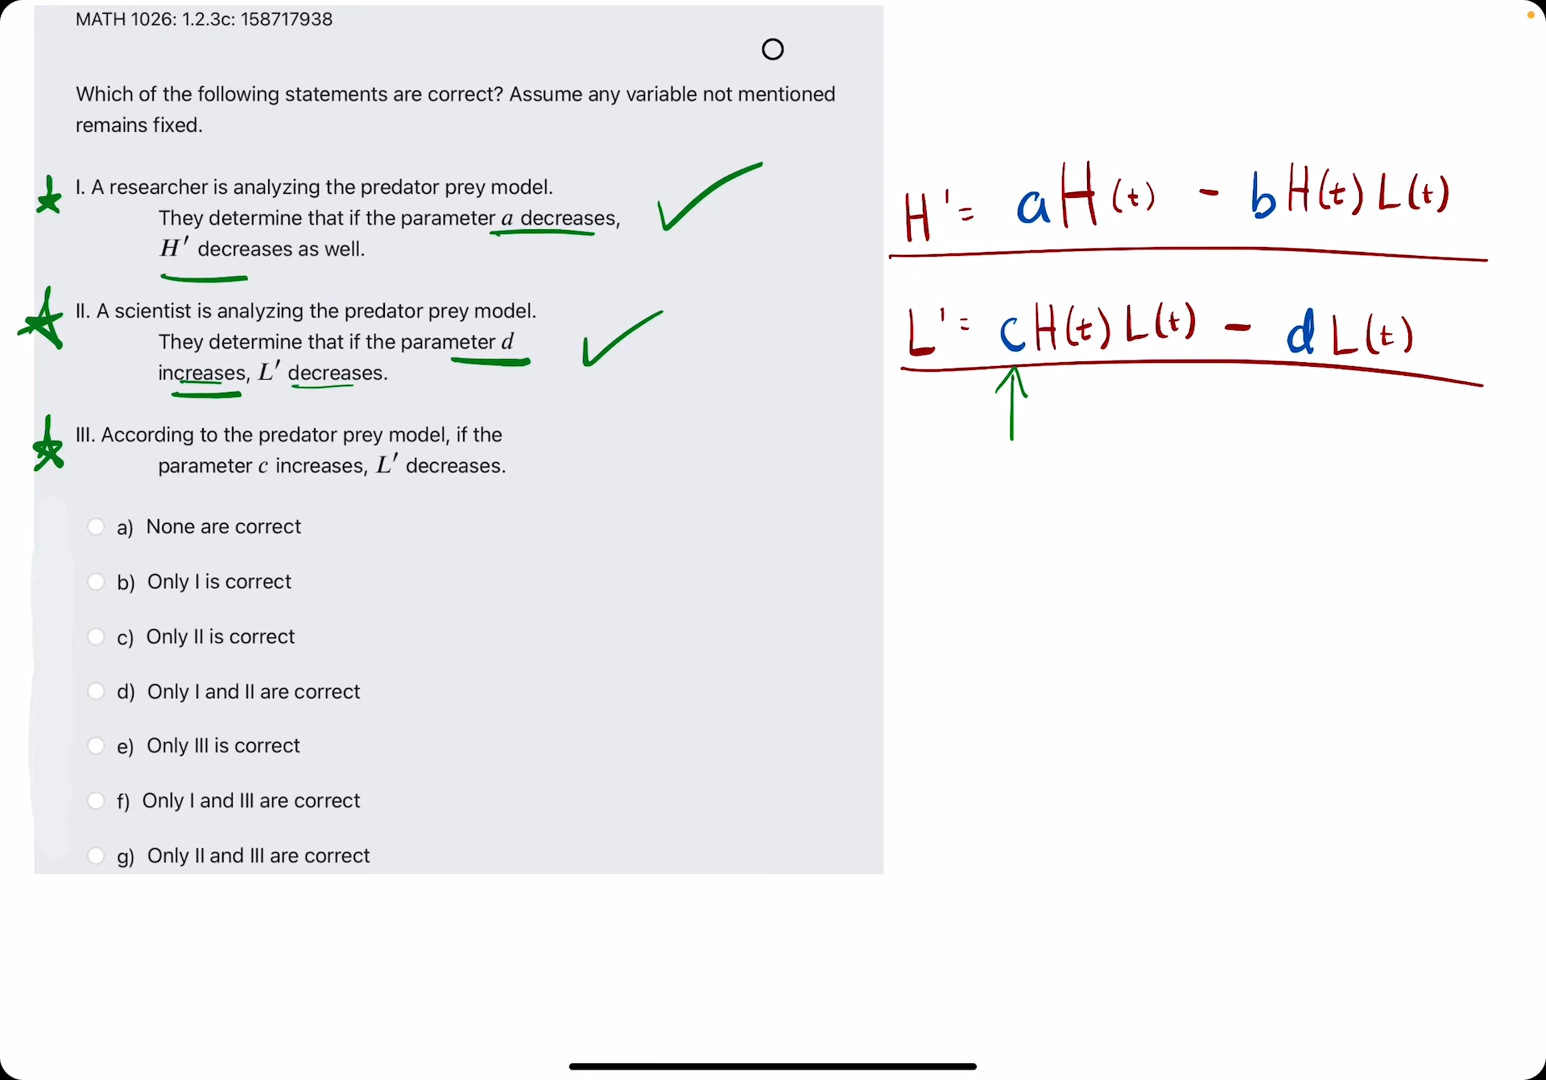 MATH 1026: 1.2.3c: 158717938
Which of the following statements are correct? Assume any variable not mentioned
remains fixed.
I. A researcher is analyzing the predator prey model.
They determine that if the parameter a decreases,
H′ decreases as well.
II. A scientist is analyzing the predator prey model.
They determine that if the parameter d
increases, L′ decreases.
III. According to the predator prey model, if the
parameter c increases, L′ decreases.
a) None are correct
b) Only I is correct
c) Only II is correct
d) Only I and II are correct
e) Only III is correct
f) Only I and III are correct
g) Only II and III are correct
H' = aH(t) - bH(t)L(t)
L' = cH(t)L(t) - dL(t)